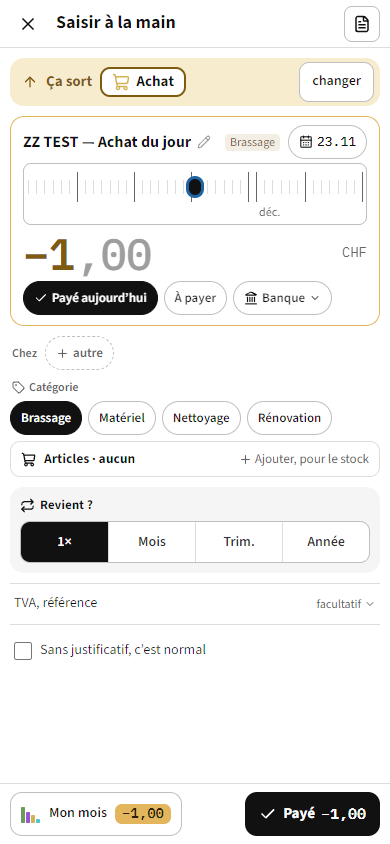 Saisir à la main
Ça sort
Achat
changer
ZZ TEST — Achat du jour
Brassage
23.11
déc.
−1,00
CHF
Payé aujourd'hui
À payer
Banque
Chez
autre
Catégorie
Brassage
Matériel
Nettoyage
Rénovation
Articles · aucun
Ajouter, pour le stock
Revient ?
1×
Mois
Trim.
Année
TVA, référence
facultatif
Sans justificatif, c'est normal
Mon mois
−1,00
Payé −1,00